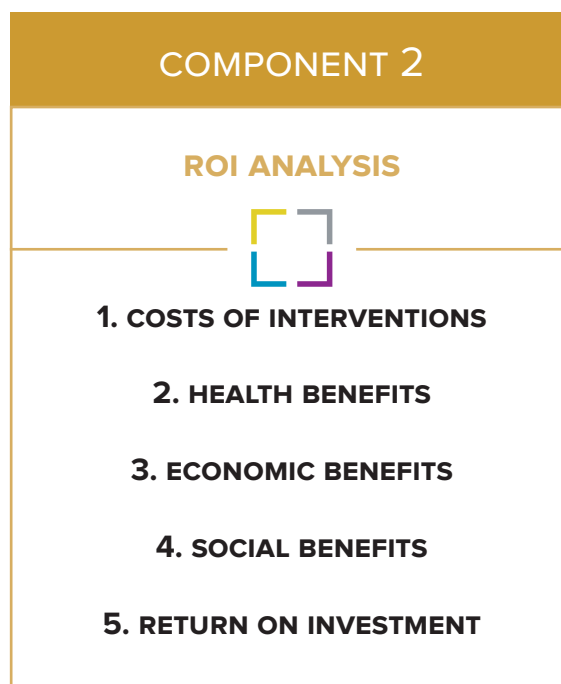 COMPONENT 2
ROI ANALYSIS
1. COSTS OF INTERVENTIONS
2. HEALTH BENEFITS
3. ECONOMIC BENEFITS
4. SOCIAL BENEFITS
5. RETURN ON INVESTMENT